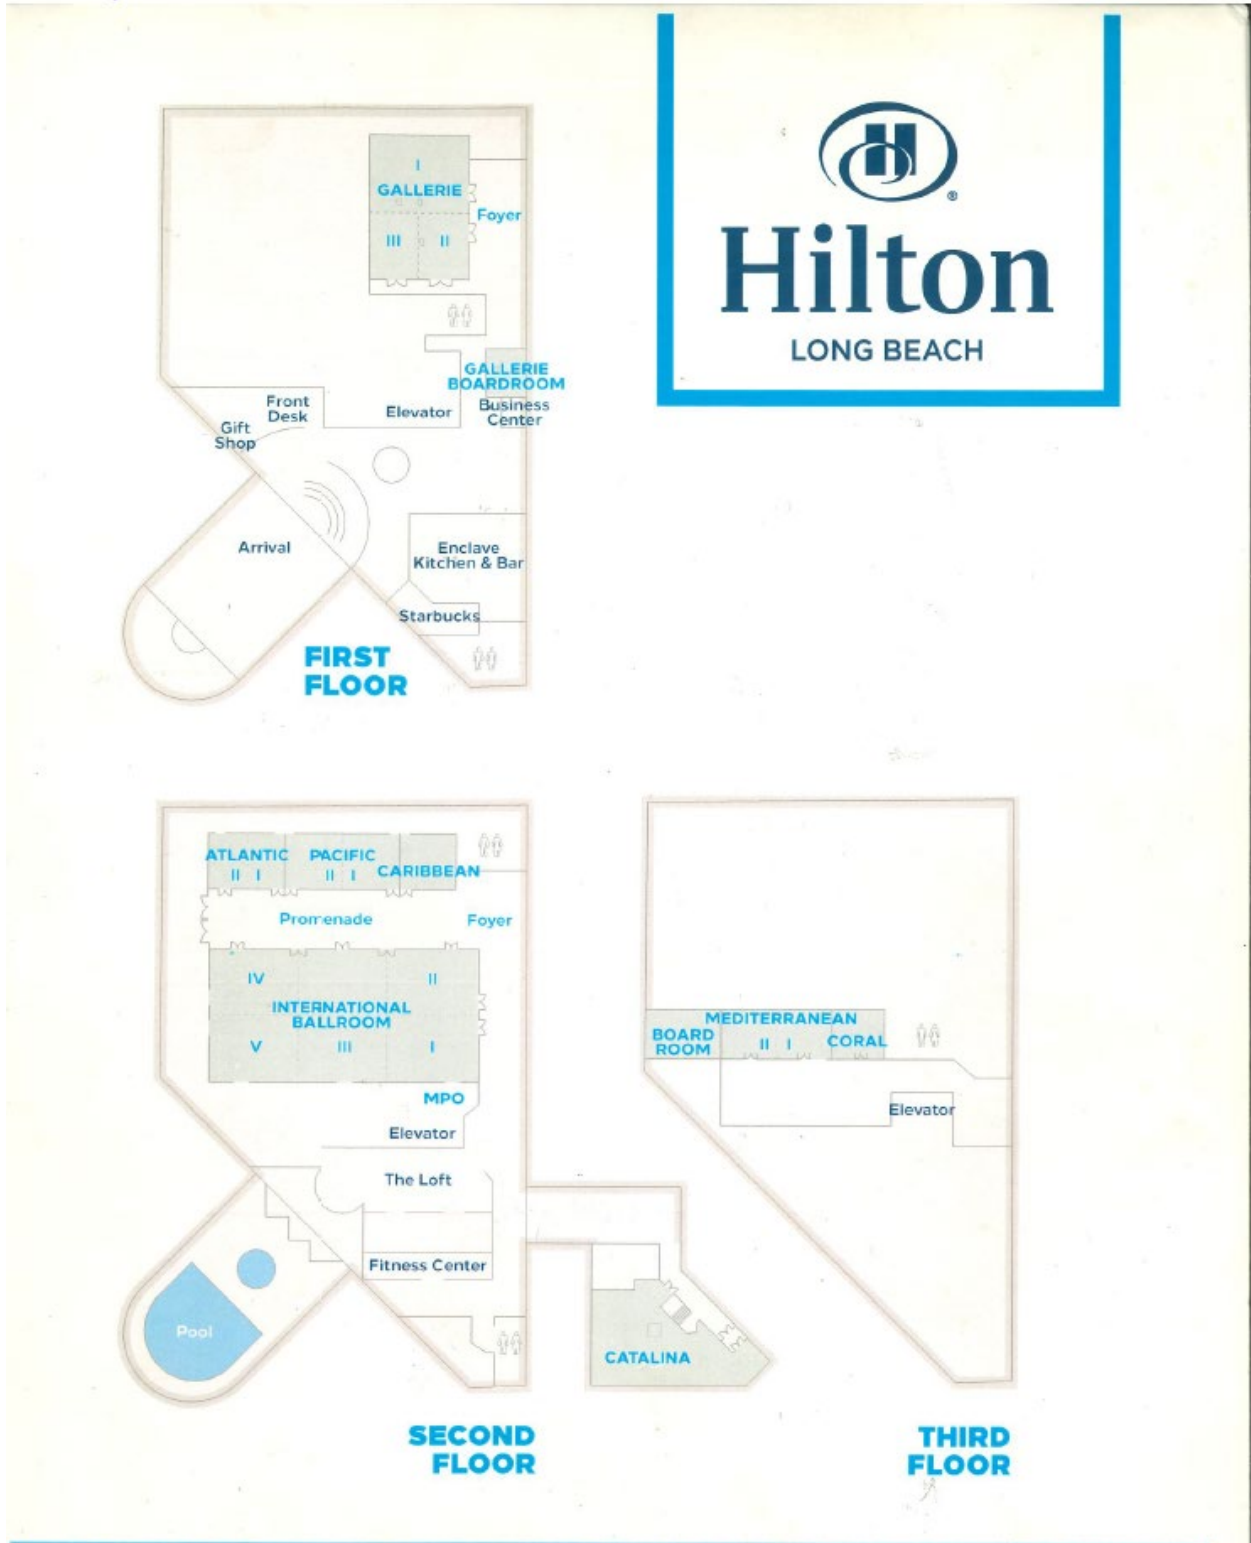 Hilton
LONG BEACH
I
GALLERIE
Foyer
III II
GALLERIE
BOARDROOM
Business
Center
Front
Desk
Elevator
Gift
Shop
Arrival
Enclave
Kitchen & Bar
Starbucks
FIRST
FLOOR
ATLANTIC
II I
PACIFIC
II I
CARIBBEAN
Promenade
Foyer
IV II
INTERNATIONAL
BALLROOM
V III I
MPO
Elevator
The Loft
Fitness Center
Pool
CATALINA
SECOND
FLOOR
MEDITERRANEAN
II I
BOARD
ROOM
CORAL
Elevator
THIRD
FLOOR